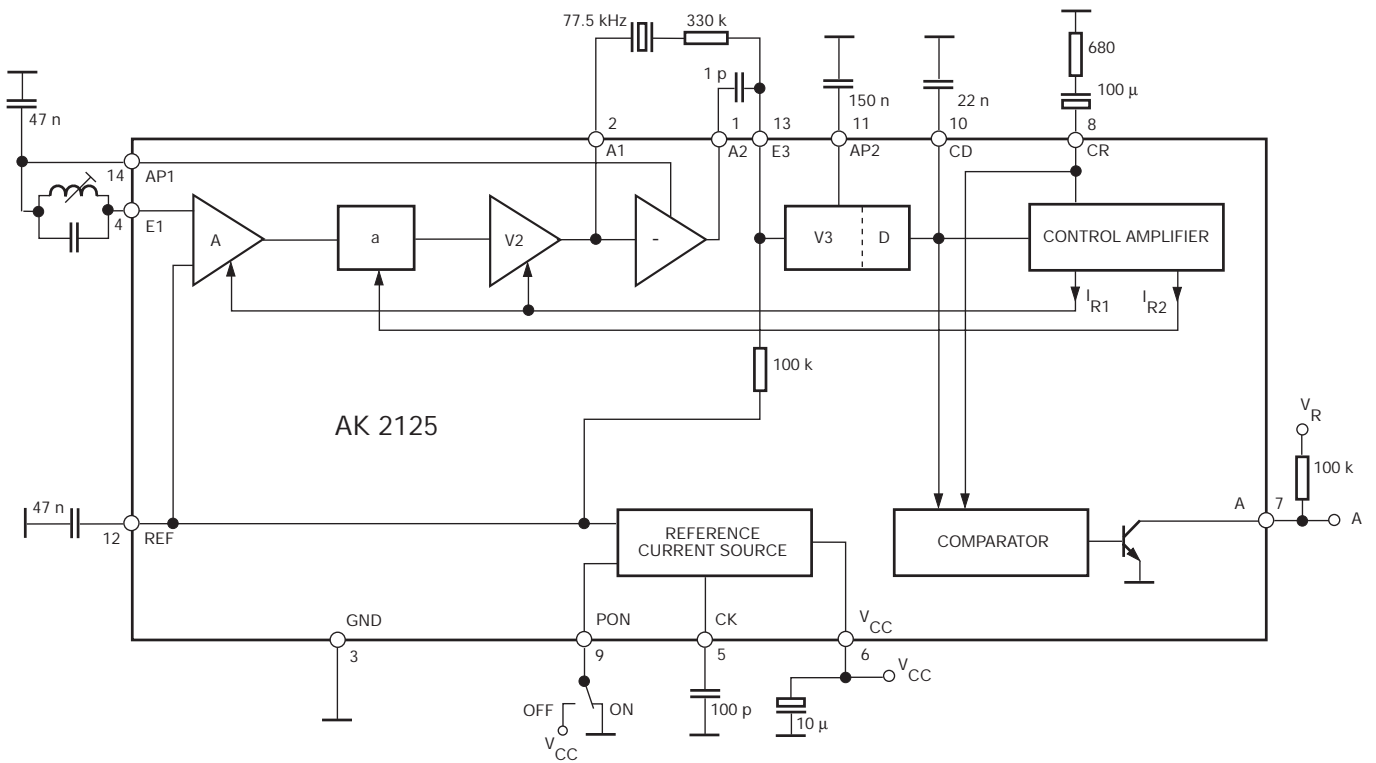 77.5 kHz
330 k
680
1 p
100 µ
47 n
150 n
22 n
2
1
13
11
10
8
A1
A2
E3
AP2
CD
CR
14
AP1
4
E1
A
a
V2
-
V3
D
CONTROL AMPLIFIER
I R1
I R2
100 k
AK 2125
V R
100 k
47 n
12
REF
REFERENCE
CURRENT SOURCE
COMPARATOR
A
7
A
GND
PON
CK
V CC
3
9
5
6
V CC
OFF
ON
V CC
100 p
10 µ